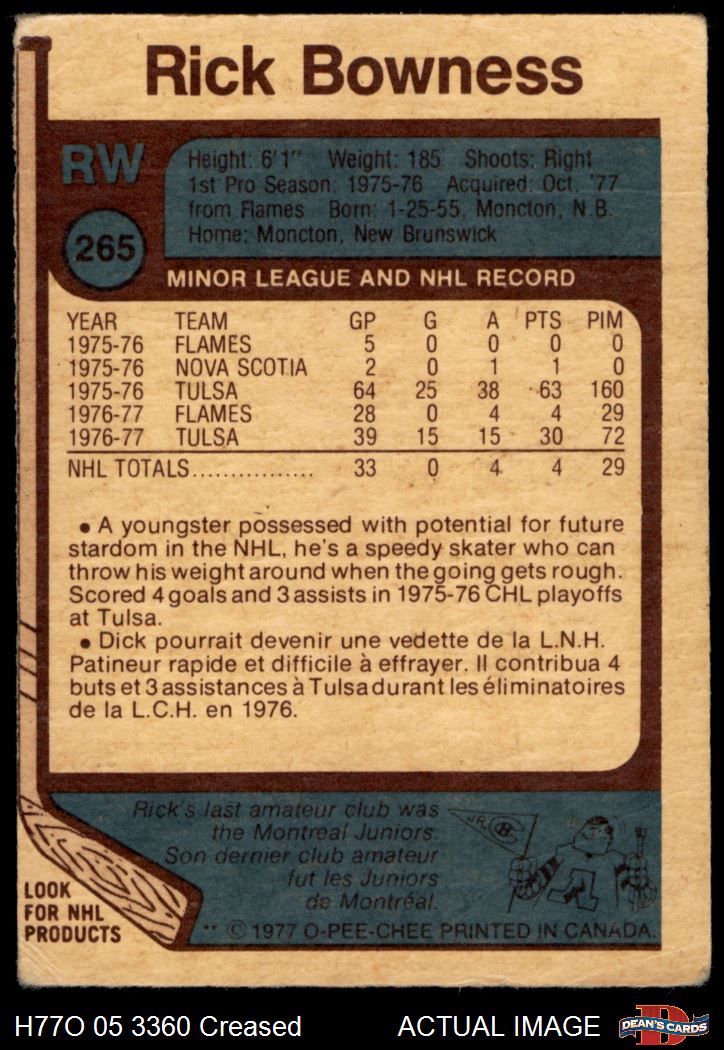 Rick Bowness
RW
Height: 6'1" Weight: 185 Shoots: Right
1st Pro Season: 1975-76 Acquired: Oct. '77
from Flames Born: 1-25-55, Moncton, N.B.
Home: Moncton, New Brunswick
265
MINOR LEAGUE AND NHL RECORD
YEAR TEAM GP G A PTS PIM
1975-76 FLAMES 5 0 0 0 0
1975-76 NOVA SCOTIA 2 0 1 1 0
1975-76 TULSA 64 25 38 63 160
1976-77 FLAMES 28 0 4 4 29
1976-77 TULSA 39 15 15 30 72
NHL TOTALS................ 33 0 4 4 29
• A youngster possessed with potential for future
stardom in the NHL, he's a speedy skater who can
throw his weight around when the going gets rough.
Scored 4 goals and 3 assists in 1975-76 CHL playoffs
at Tulsa.
• Dick pourrait devenir une vedette de la L.N.H.
Patineur rapide et difficile à effrayer. Il contribua 4
buts et 3 assistances à Tulsa durant les éliminatoires
de la L.C.H. en 1976.
Rick's last amateur club was
the Montreal Juniors.
Son dernier club amateur
fut les Juniors
de Montréal.
JR. CH
LOOK
FOR NHL
PRODUCTS
** © 1977 O-PEE-CHEE PRINTED IN CANADA.
H77O 05 3360 Creased ACTUAL IMAGE
D
DEAN'S CARDS